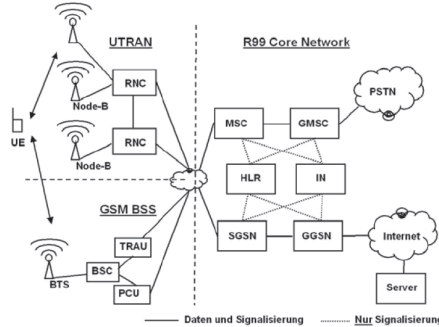 UTRAN
R99 Core Network
RNC
PSTN
Node-B
MSC
GMSC
UE
RNC
Node-B
HLR
IN
GSM BSS
TRAU
SGSN
GGSN
Internet
BSC
BTS
PCU
Server
Daten und Signalisierung
Nur Signalisierung